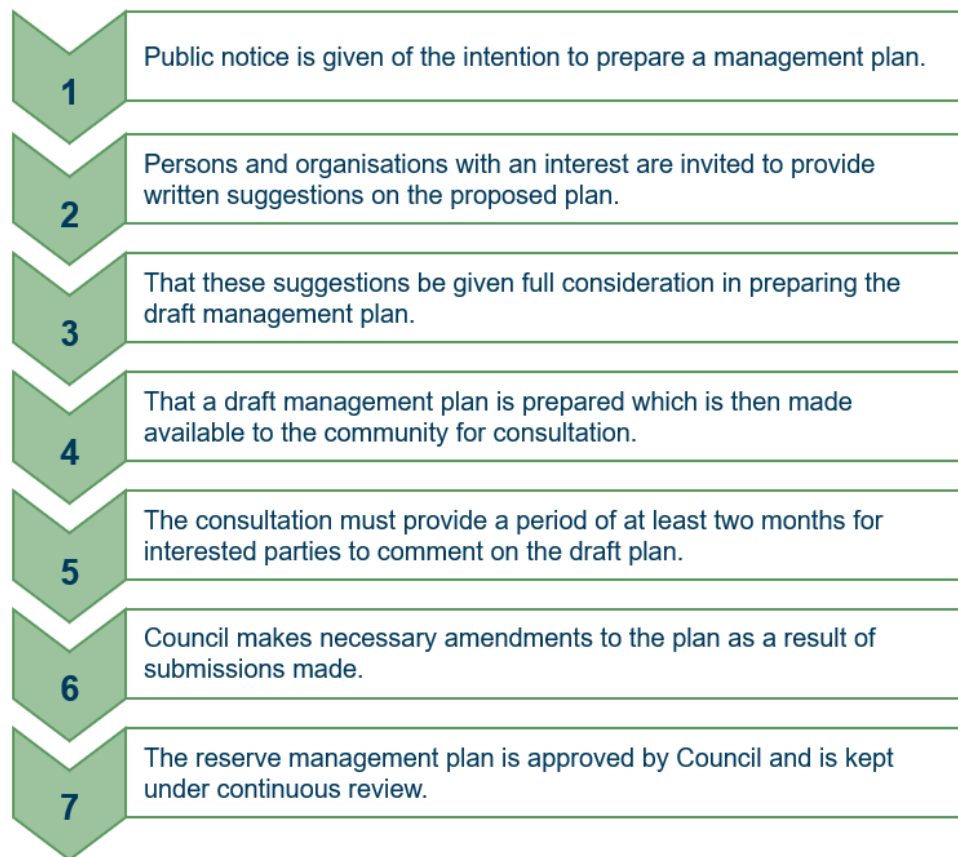 1
Public notice is given of the intention to prepare a management plan.
2
Persons and organisations with an interest are invited to provide
written suggestions on the proposed plan.
3
That these suggestions be given full consideration in preparing the
draft management plan.
4
That a draft management plan is prepared which is then made
available to the community for consultation.
5
The consultation must provide a period of at least two months for
interested parties to comment on the draft plan.
6
Council makes necessary amendments to the plan as a result of
submissions made.
7
The reserve management plan is approved by Council and is kept
under continuous review.